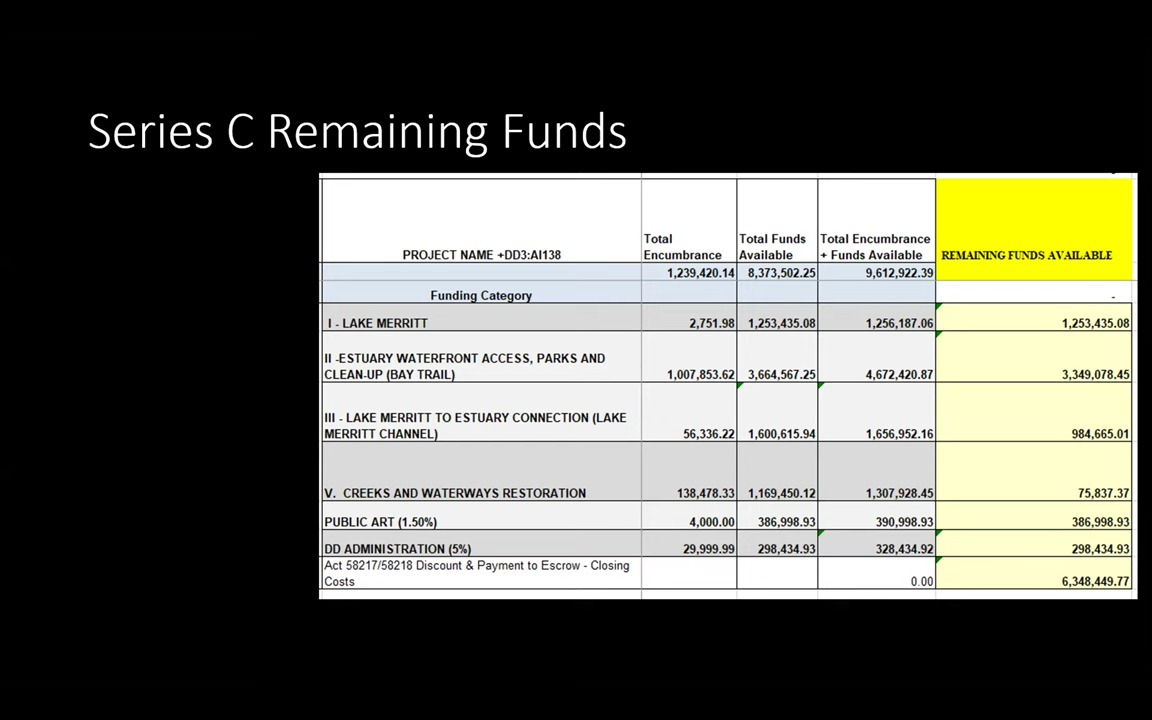 Series C Remaining Funds
PROJECT NAME +DD3:AI138 Total Encumbrance Total Funds Available Total Encumbrance + Funds Available REMAINING FUNDS AVAILABLE
1,239,420.14 8,373,502.25 9,612,922.39
Funding Category -
I - LAKE MERRITT 2,751.98 1,253,435.08 1,256,187.06 1,253,435.08
II -ESTUARY WATERFRONT ACCESS, PARKS AND
CLEAN-UP (BAY TRAIL) 1,007,853.62 3,664,567.25 4,672,420.87 3,349,078.45
III - LAKE MERRITT TO ESTUARY CONNECTION (LAKE
MERRITT CHANNEL) 56,336.22 1,600,615.94 1,656,952.16 984,665.01
V. CREEKS AND WATERWAYS RESTORATION 138,478.33 1,169,450.12 1,307,928.45 75,837.37
PUBLIC ART (1.50%) 4,000.00 386,998.93 390,998.93 386,998.93
DD ADMINISTRATION (5%) 29,999.99 298,434.93 328,434.92 298,434.93
Act 58217/58218 Discount & Payment to Escrow - Closing
Costs 0.00 6,348,449.77